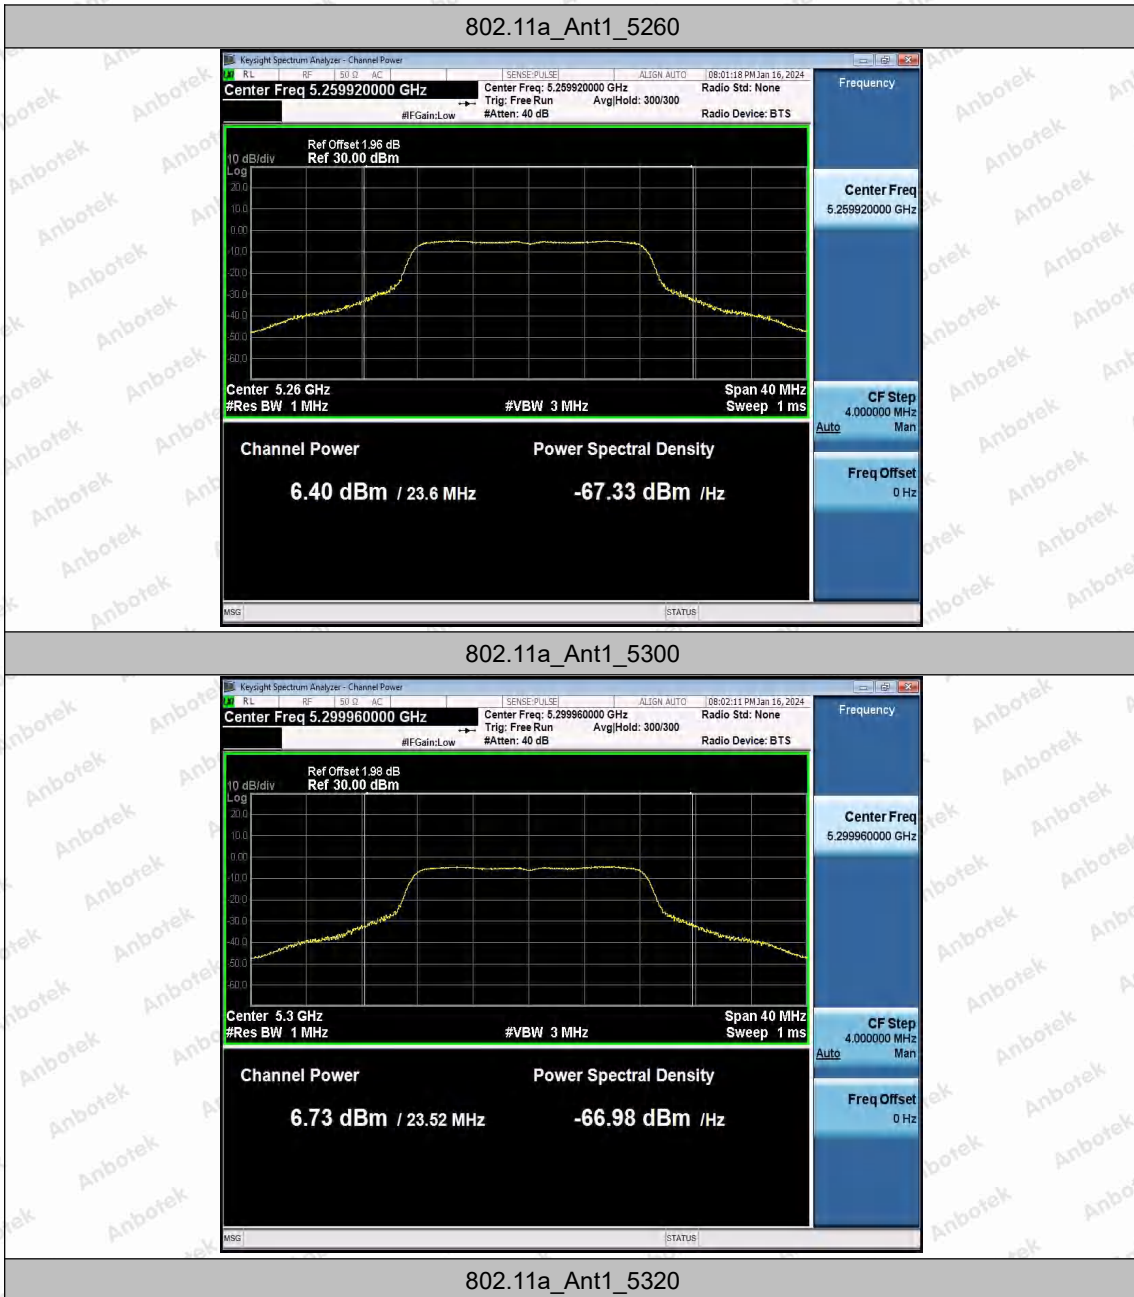 802.11a_Ant1_5260
Keysight Spectrum Analyzer - Channel Power
RL RF 50 Ω AC SENSE:PULSE ALIGN AUTO 08:01:18 PM Jan 16, 2024
Center Freq 5.259920000 GHz
Center Freq: 5.259920000 GHz
Radio Std: None
Trig: Free Run Avg|Hold: 300/300
#IFGain:Low
#Atten: 40 dB
Radio Device: BTS
Frequency
Ref Offset 1.96 dB
10 dB/div Ref 30.00 dBm
Log
20.0
10.0
0.00
-10.0
-20.0
-30.0
-40.0
-50.0
-60.0
Center Freq
5.259920000 GHz
Center 5.26 GHz Span 40 MHz
#Res BW 1 MHz #VBW 3 MHz Sweep 1 ms
CF Step
4.000000 MHz
Auto Man
Channel Power Power Spectral Density
6.40 dBm / 23.6 MHz -67.33 dBm /Hz
Freq Offset
0 Hz
MSG STATUS
802.11a_Ant1_5300
Keysight Spectrum Analyzer - Channel Power
RL RF 50 Ω AC SENSE:PULSE ALIGN AUTO 08:02:11 PM Jan 16, 2024
Center Freq 5.299960000 GHz
Center Freq: 5.299960000 GHz
Radio Std: None
Trig: Free Run Avg|Hold: 300/300
#IFGain:Low
#Atten: 40 dB
Radio Device: BTS
Frequency
Ref Offset 1.98 dB
10 dB/div Ref 30.00 dBm
Log
20.0
10.0
0.00
-10.0
-20.0
-30.0
-40.0
-50.0
-60.0
Center Freq
5.299960000 GHz
Center 5.3 GHz Span 40 MHz
#Res BW 1 MHz #VBW 3 MHz Sweep 1 ms
CF Step
4.000000 MHz
Auto Man
Channel Power Power Spectral Density
6.73 dBm / 23.52 MHz -66.98 dBm /Hz
Freq Offset
0 Hz
MSG STATUS
802.11a_Ant1_5320
Anbotek